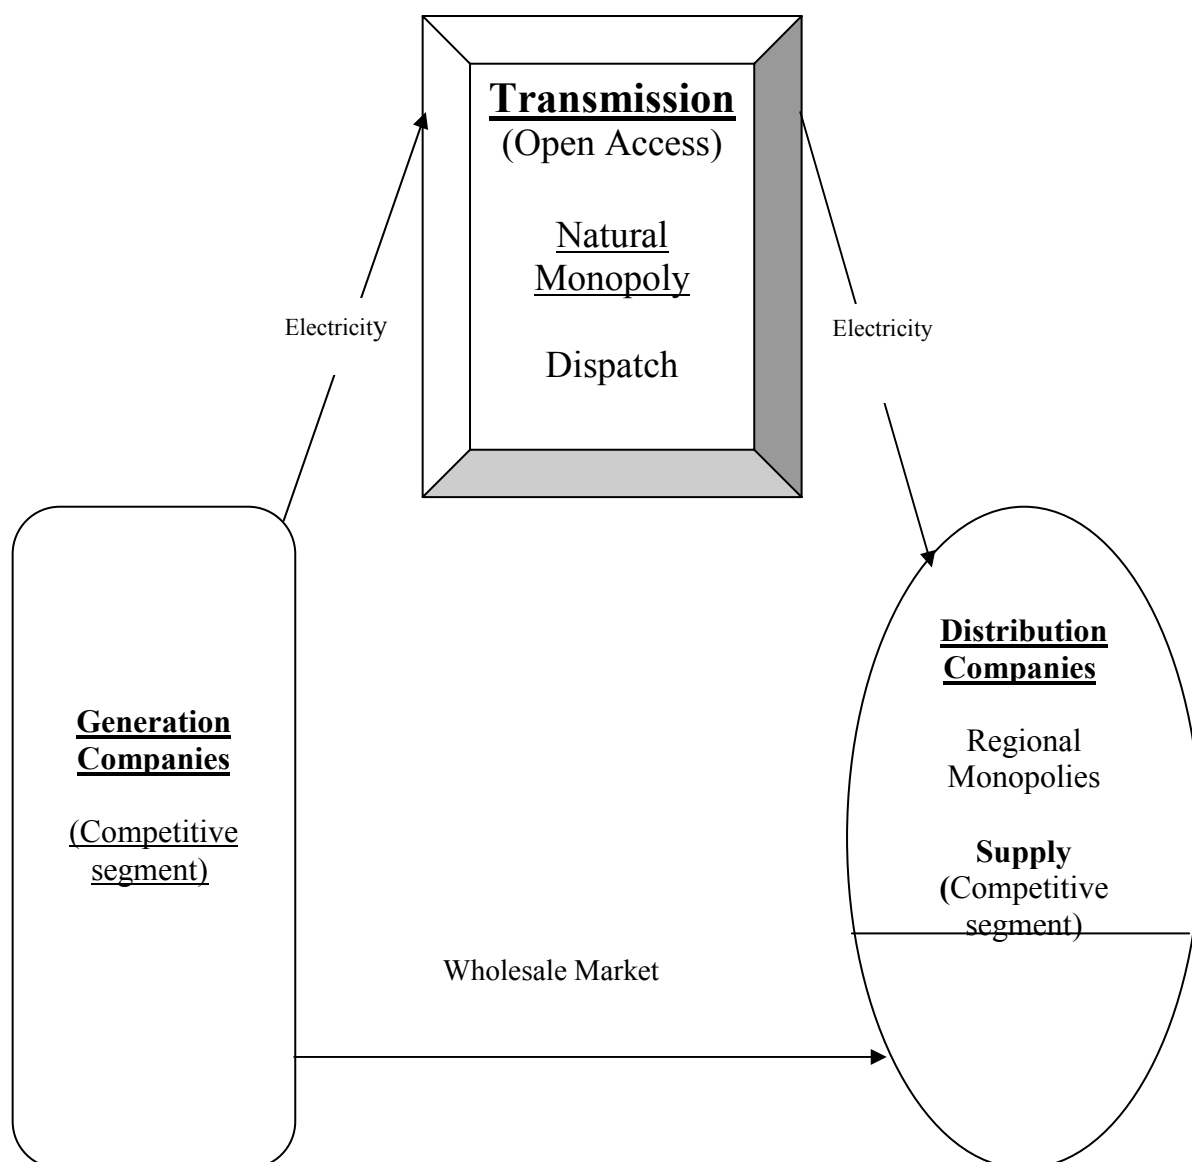 Transmission
(Open Access)
Natural
Monopoly
Dispatch
Electricity
Electricity
Generation
Companies
(Competitive
segment)
Distribution
Companies
Regional
Monopolies
Supply
(Competitive
segment)
Wholesale Market